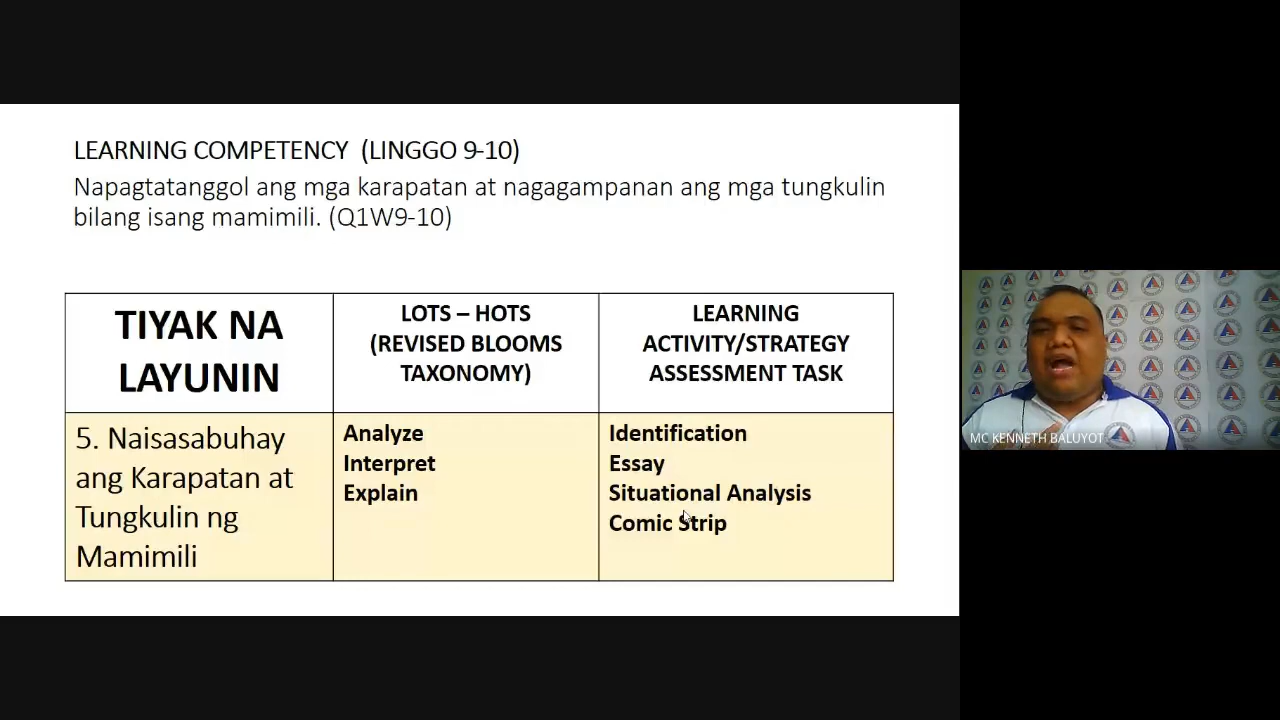 LEARNING COMPETENCY (LINGGO 9-10)
Napagtatanggol ang mga karapatan at nagagampanan ang mga tungkulin
bilang isang mamimili. (Q1W9-10)
TIYAK NA
LAYUNIN
LOTS – HOTS
(REVISED BLOOMS
TAXONOMY)
LEARNING
ACTIVITY/STRATEGY
ASSESSMENT TASK
5. Naisasabuhay
ang Karapatan at
Tungkulin ng
Mamimili
Analyze
Interpret
Explain
Identification
Essay
Situational Analysis
Comic Strip
MC KENNETH BALUYOT